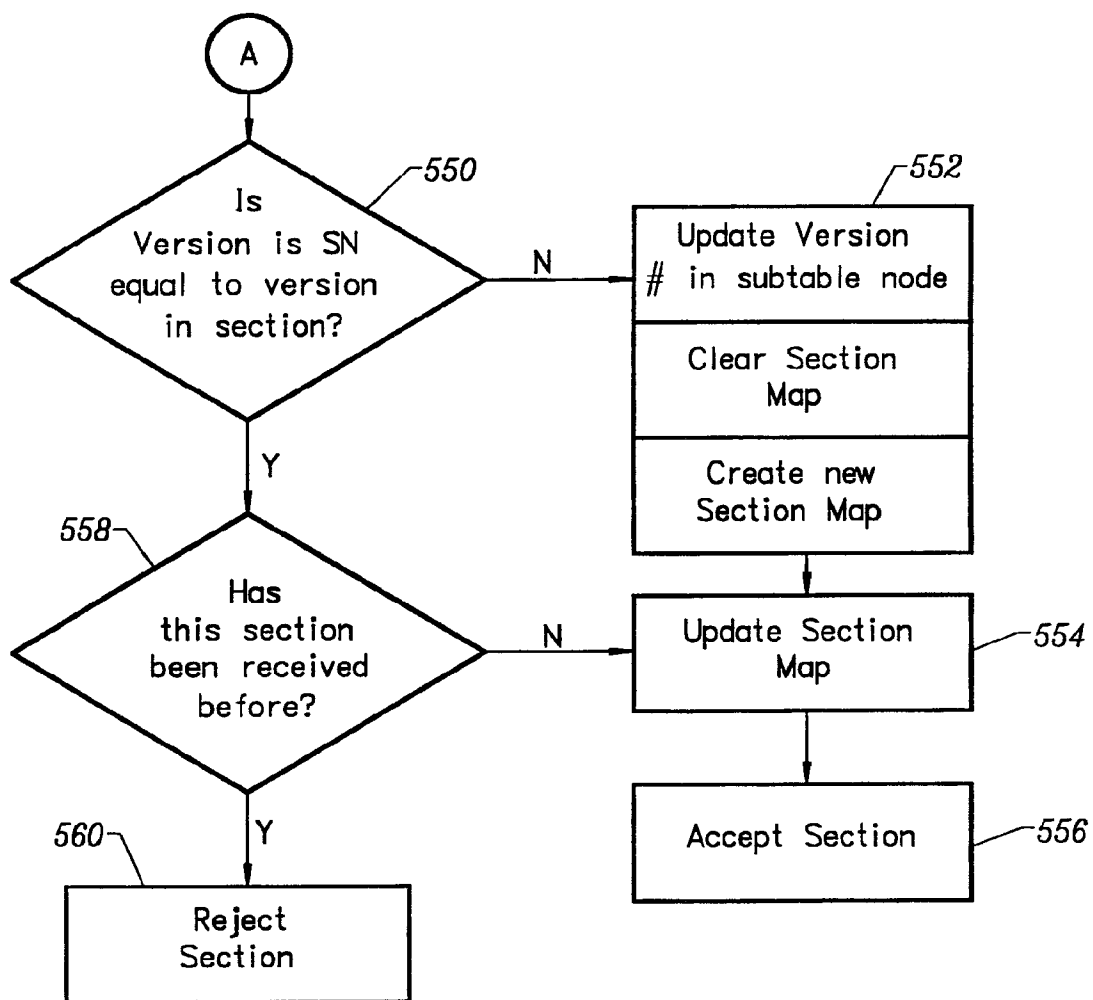 A
550
Is
Version is SN
equal to version
in section?
N
552
Update Version
# in subtable node
Clear Section
Map
Create new
Section Map
Y
558
Has
this section
been received
before?
N
Update Section
Map
554
Y
560
Reject
Section
Accept Section
556